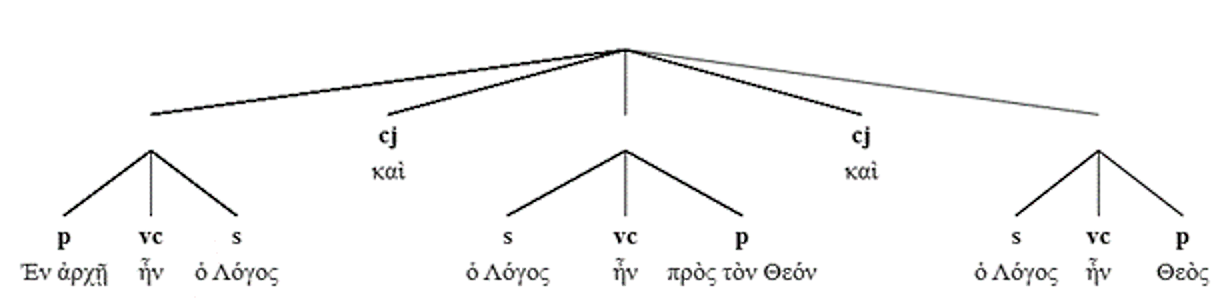 cj cj
καὶ καὶ
p vc s s vc p s vc p
Ἐν ἀρχῇ ἦν ὁ Λόγος ὁ Λόγος ἦν πρὸς τὸν Θεόν ὁ Λόγος ἦν Θεὸς